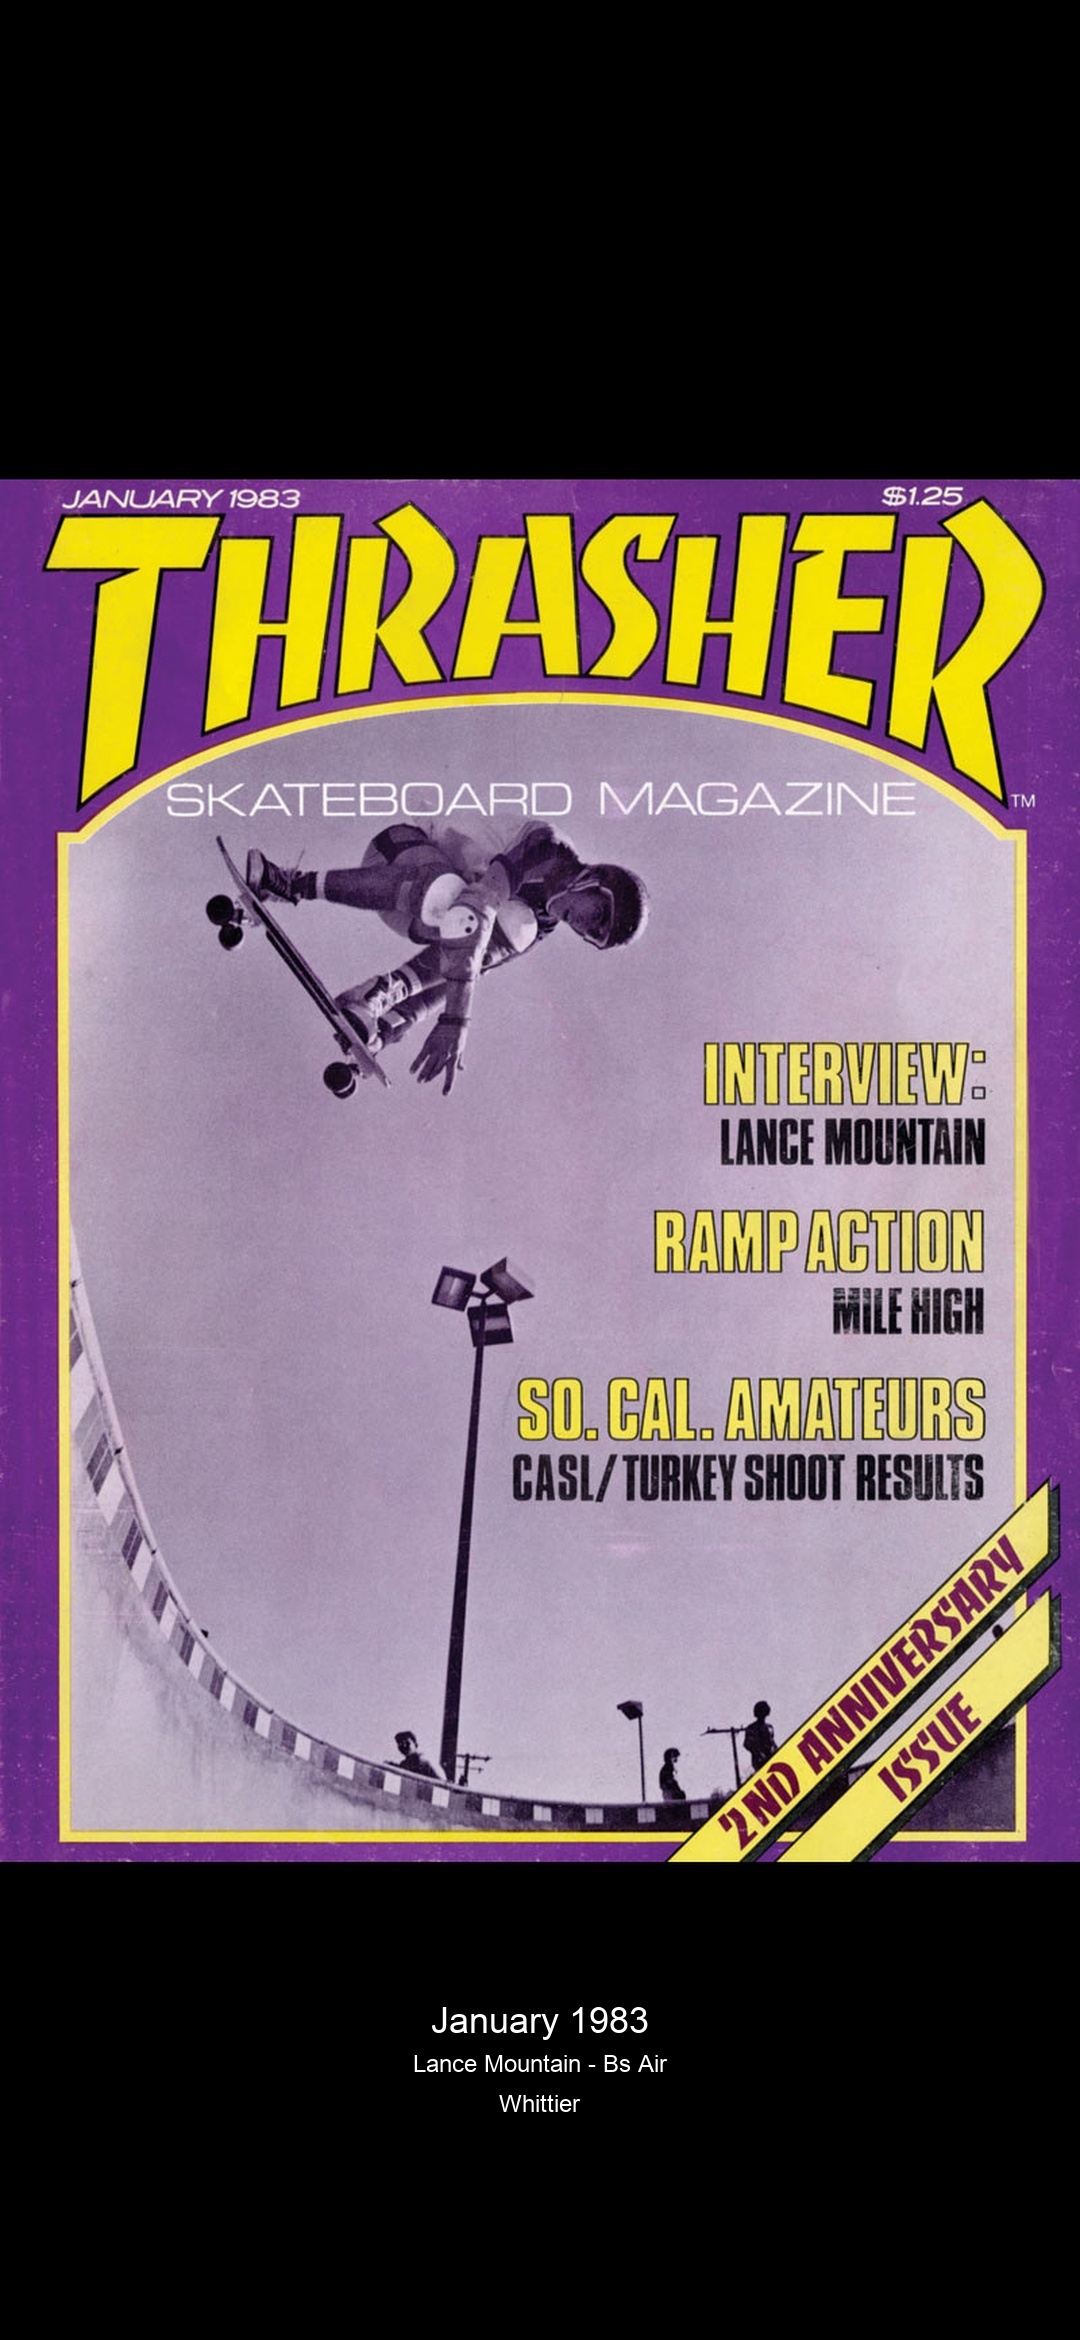 JANUARY 1983
$1.25
THRASHER
TM
SKATEBOARD MAGAZINE
INTERVIEW:
LANCE MOUNTAIN
RAMP ACTION
MILE HIGH
SO. CAL. AMATEURS
CASL/TURKEY SHOOT RESULTS
2ND ANNIVERSARY
ISSUE
January 1983
Lance Mountain - Bs Air
Whittier